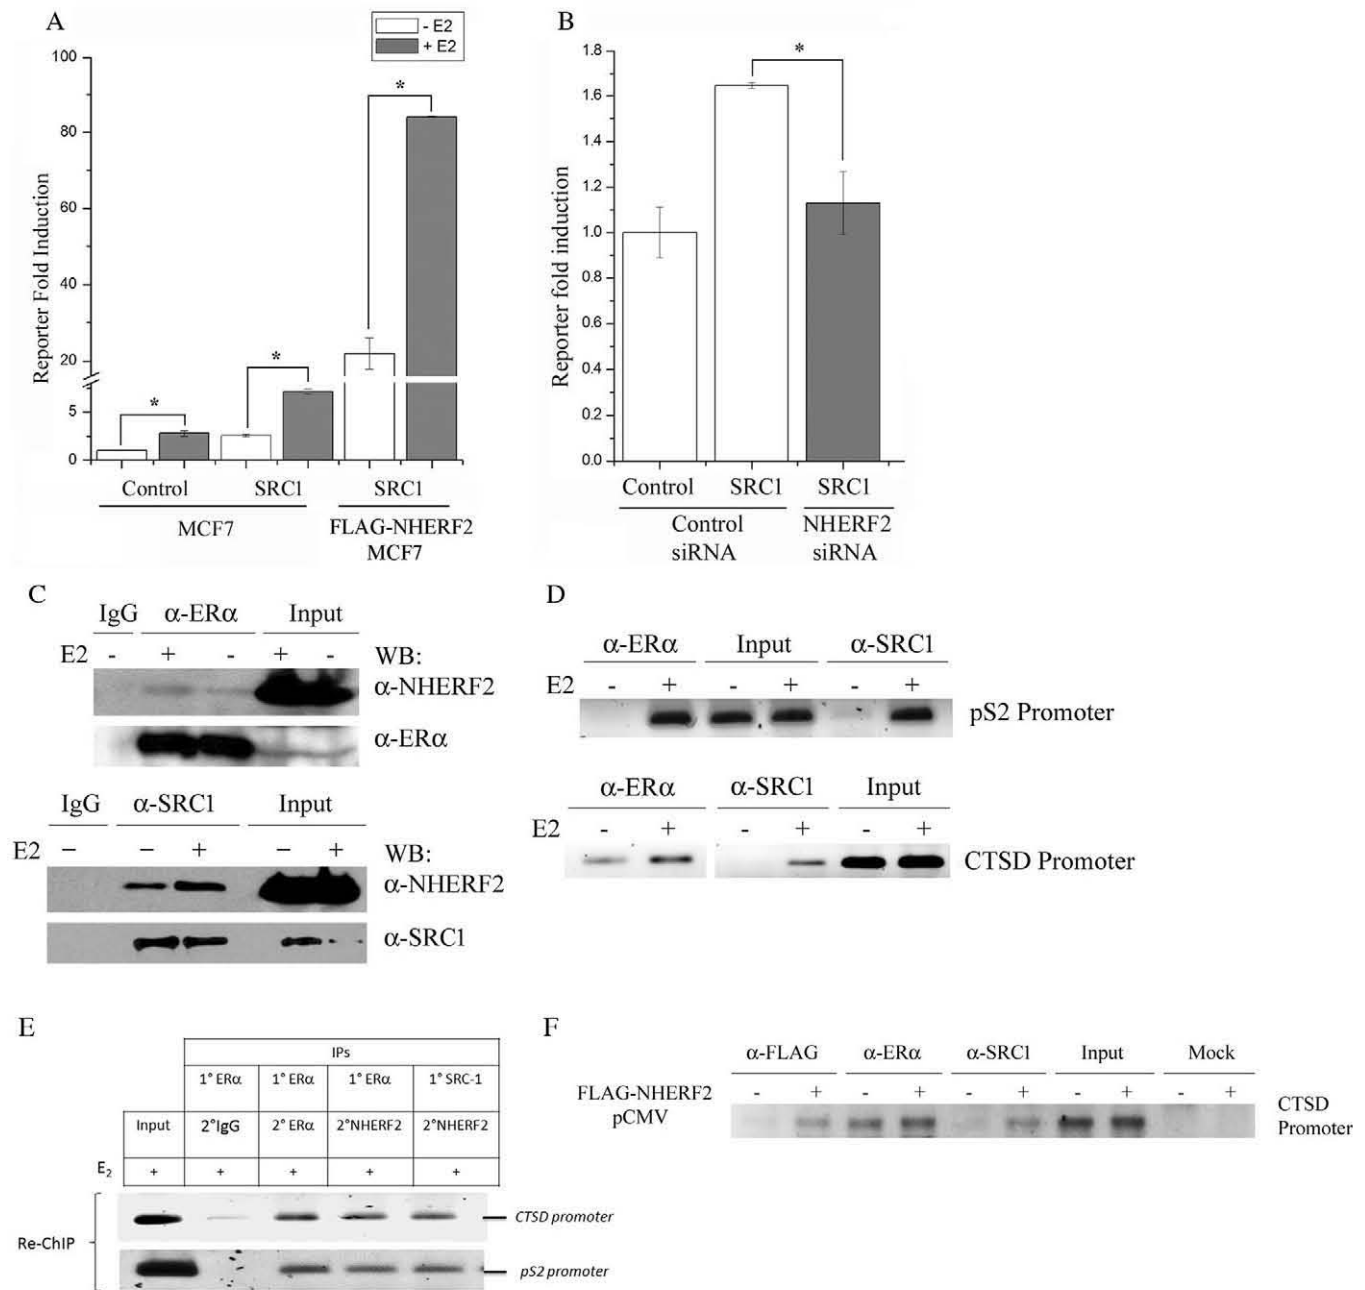 A
- E2
+ E2
100
80
60
40
20
5
0
Reporter Fold Induction
*
*
*
Control SRC1 SRC1
MCF7 FLAG-NHERF2
MCF7
B
1.8
1.6
1.4
1.2
1.0
0.8
0.6
0.4
0.2
0.0
Reporter fold induction
*
Control SRC1 SRC1
Control NHERF2
siRNA siRNA
C
IgG α-ERα Input
E2 - + - + - WB:
α-NHERF2
α-ERα
IgG α-SRC1 Input
E2 – – + – + WB:
α-NHERF2
α-SRC1
D
α-ERα Input α-SRC1
E2 - + - + - +
pS2 Promoter
α-ERα α-SRC1 Input
E2 - + - + - +
CTSD Promoter
E
IPs
1° ERα 1° ERα 1° ERα 1° SRC-1
Input 2°IgG 2° ERα 2°NHERF2 2°NHERF2
E2 + + + + +
Re-ChIP
CTSD promoter
pS2 promoter
F
α-FLAG α-ERα α-SRC1 Input Mock
FLAG-NHERF2 - + - + - + - + - +
pCMV
CTSD
Promoter